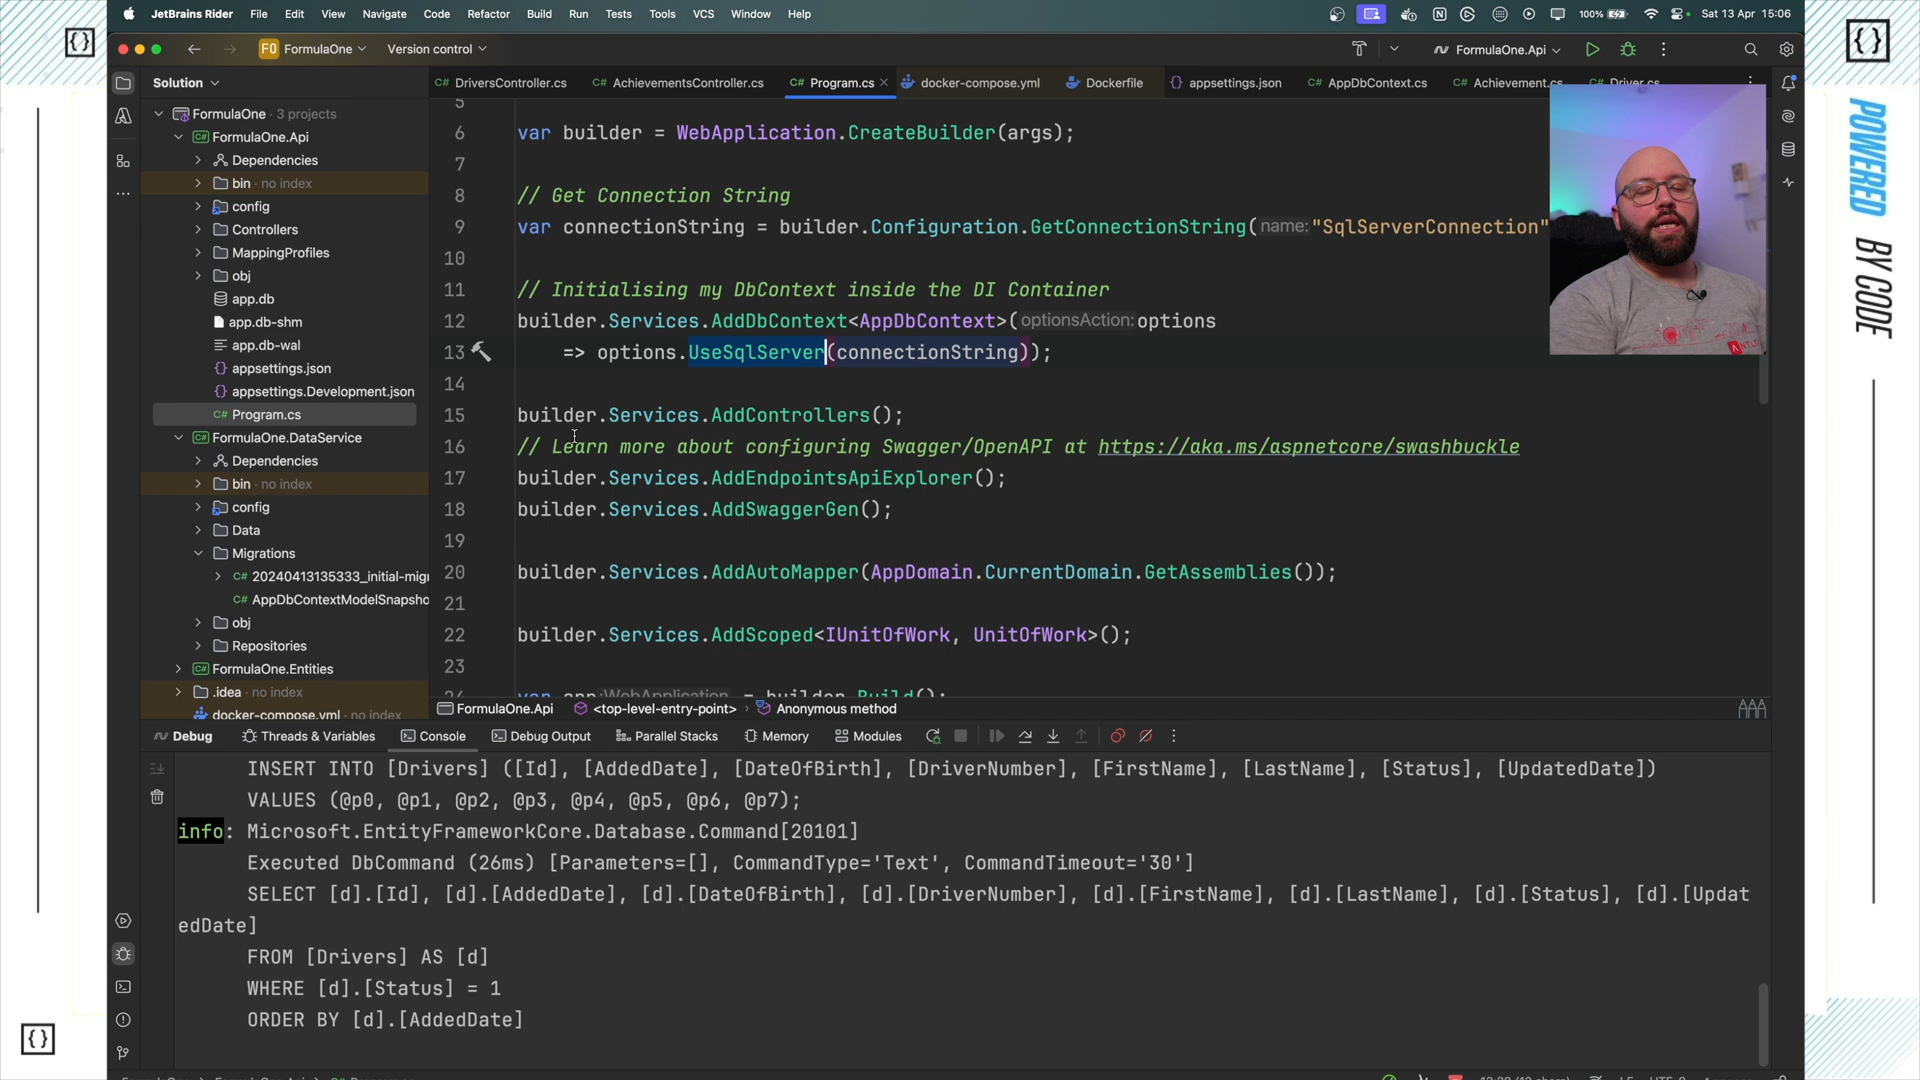 JetBrains Rider File Edit View Navigate Code Refactor Build Run Tests Tools VCS Window Help 100% Sat 13 Apr 15:06
FO FormulaOne Version control FormulaOne.Api
Solution
DriversController.cs AchievementsController.cs Program.cs docker-compose.yml Dockerfile appsettings.json AppDbContext.cs Achievement.cs Driver.cs
FormulaOne · 3 projects
FormulaOne.Api
Dependencies
bin · no index
config
Controllers
MappingProfiles
obj
app.db
app.db-shm
app.db-wal
appsettings.json
appsettings.Development.json
C# Program.cs
FormulaOne.DataService
Dependencies
bin · no index
config
Data
Migrations
C# 20240413135333_initial-migr
C# AppDbContextModelSnapsho
obj
Repositories
FormulaOne.Entities
.idea · no index
docker-compose.yml · no index
5
6 var builder = WebApplication.CreateBuilder(args);
7
8 // Get Connection String
9 var connectionString = builder.Configuration.GetConnectionString( name: "SqlServerConnection"
10
11 // Initialising my DbContext inside the DI Container
12 builder.Services.AddDbContext<AppDbContext>( optionsAction: options
13 => options.UseSqlServer(connectionString));
14
15 builder.Services.AddControllers();
16 // Learn more about configuring Swagger/OpenAPI at https://aka.ms/aspnetcore/swashbuckle
17 builder.Services.AddEndpointsApiExplorer();
18 builder.Services.AddSwaggerGen();
19
20 builder.Services.AddAutoMapper(AppDomain.CurrentDomain.GetAssemblies());
21
22 builder.Services.AddScoped<IUnitOfWork, UnitOfWork>();
23
24 var app :WebApplication = builder.Build();
FormulaOne.Api <top-level-entry-point> › Anonymous method
Debug Threads & Variables Console Debug Output Parallel Stacks Memory Modules
INSERT INTO [Drivers] ([Id], [AddedDate], [DateOfBirth], [DriverNumber], [FirstName], [LastName], [Status], [UpdatedDate])
VALUES (@p0, @p1, @p2, @p3, @p4, @p5, @p6, @p7);
info: Microsoft.EntityFrameworkCore.Database.Command[20101]
Executed DbCommand (26ms) [Parameters=[], CommandType='Text', CommandTimeout='30']
SELECT [d].[Id], [d].[AddedDate], [d].[DateOfBirth], [d].[DriverNumber], [d].[FirstName], [d].[LastName], [d].[Status], [d].[Updat
edDate]
FROM [Drivers] AS [d]
WHERE [d].[Status] = 1
ORDER BY [d].[AddedDate]
POWERED BY CODE
{}
{}
{}